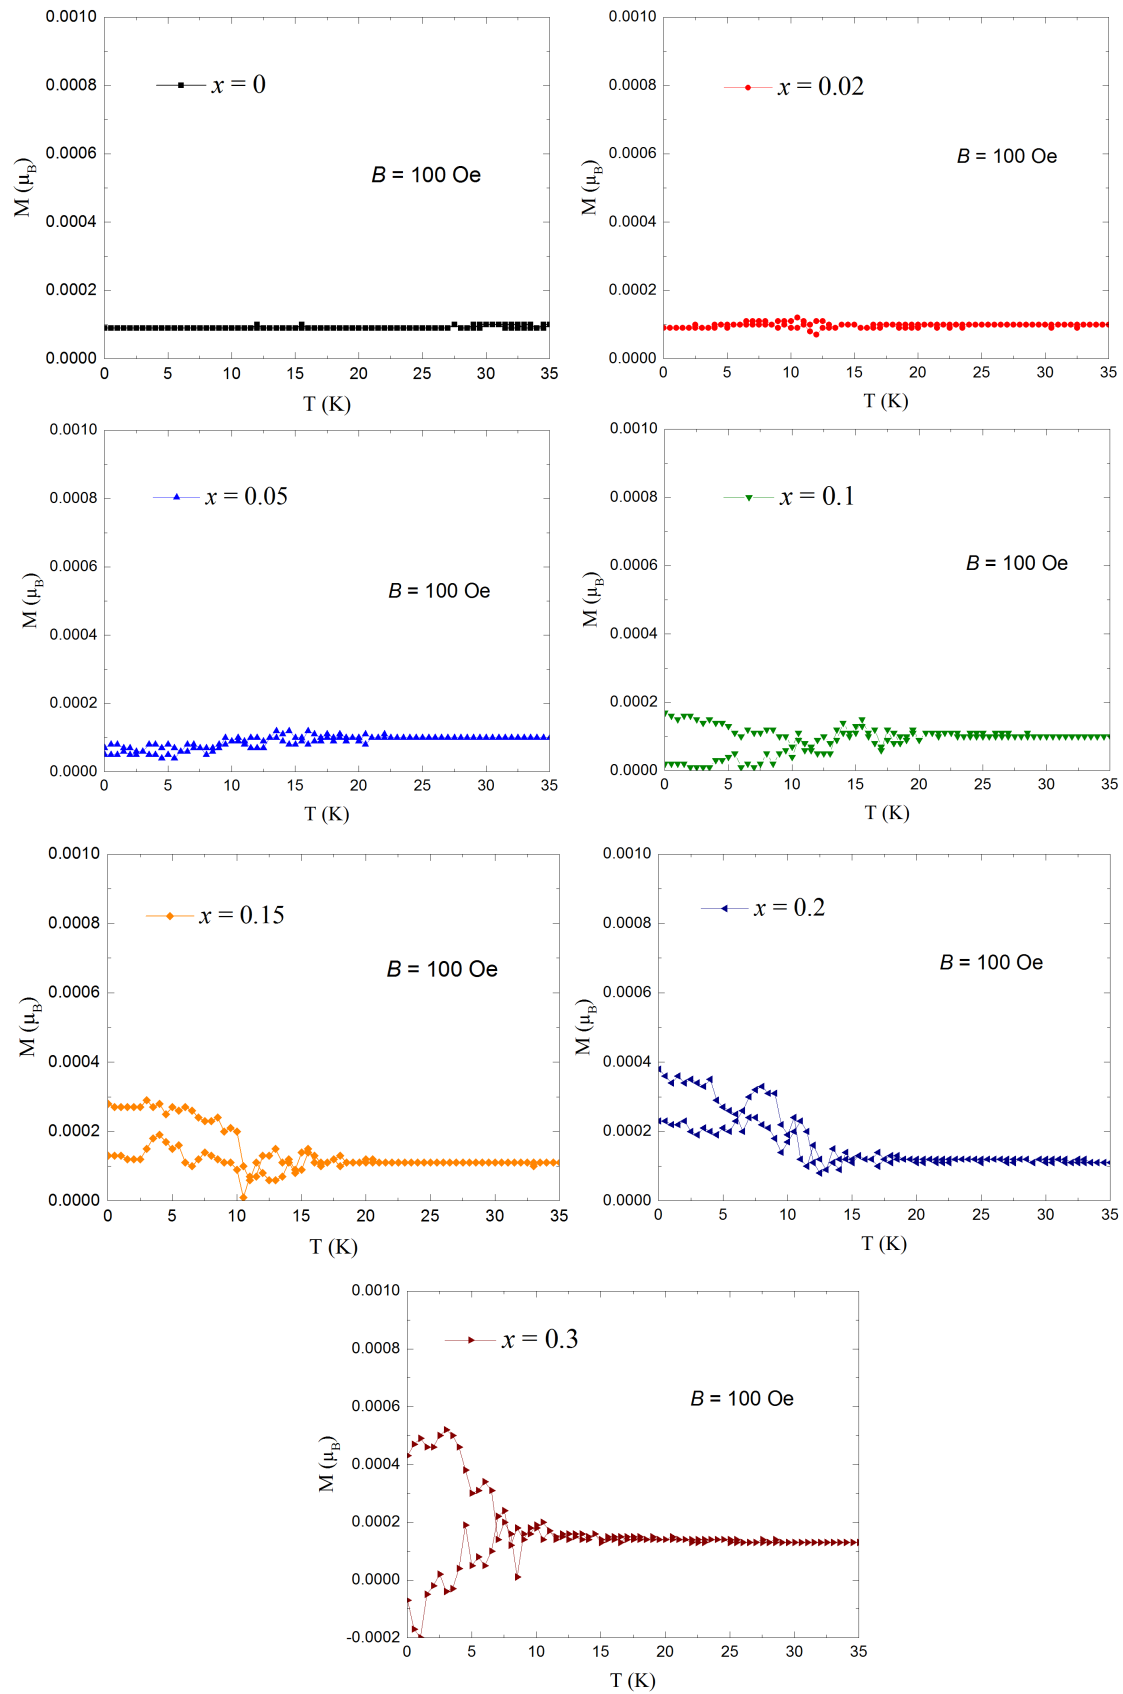 0.0010
0.0008
0.0006
0.0004
0.0002
0.0000
M (μB)
x = 0
B = 100 Oe
0 5 10 15 20 25 30 35
T (K)
0.0010
0.0008
0.0006
0.0004
0.0002
0.0000
M (μB)
x = 0.02
B = 100 Oe
0 5 10 15 20 25 30 35
T (K)
0.0010
0.0008
0.0006
0.0004
0.0002
0.0000
M (μB)
x = 0.05
B = 100 Oe
0 5 10 15 20 25 30 35
T (K)
0.0010
0.0008
0.0006
0.0004
0.0002
0.0000
M (μB)
x = 0.1
B = 100 Oe
0 5 10 15 20 25 30 35
T (K)
0.0010
0.0008
0.0006
0.0004
0.0002
0.0000
M (μB)
x = 0.15
B = 100 Oe
0 5 10 15 20 25 30 35
T (K)
0.0010
0.0008
0.0006
0.0004
0.0002
0.0000
M (μB)
x = 0.2
B = 100 Oe
0 5 10 15 20 25 30 35
T (K)
0.0010
0.0008
0.0006
0.0004
0.0002
0.0000
-0.0002
M (μB)
x = 0.3
B = 100 Oe
0 5 10 15 20 25 30 35
T (K)